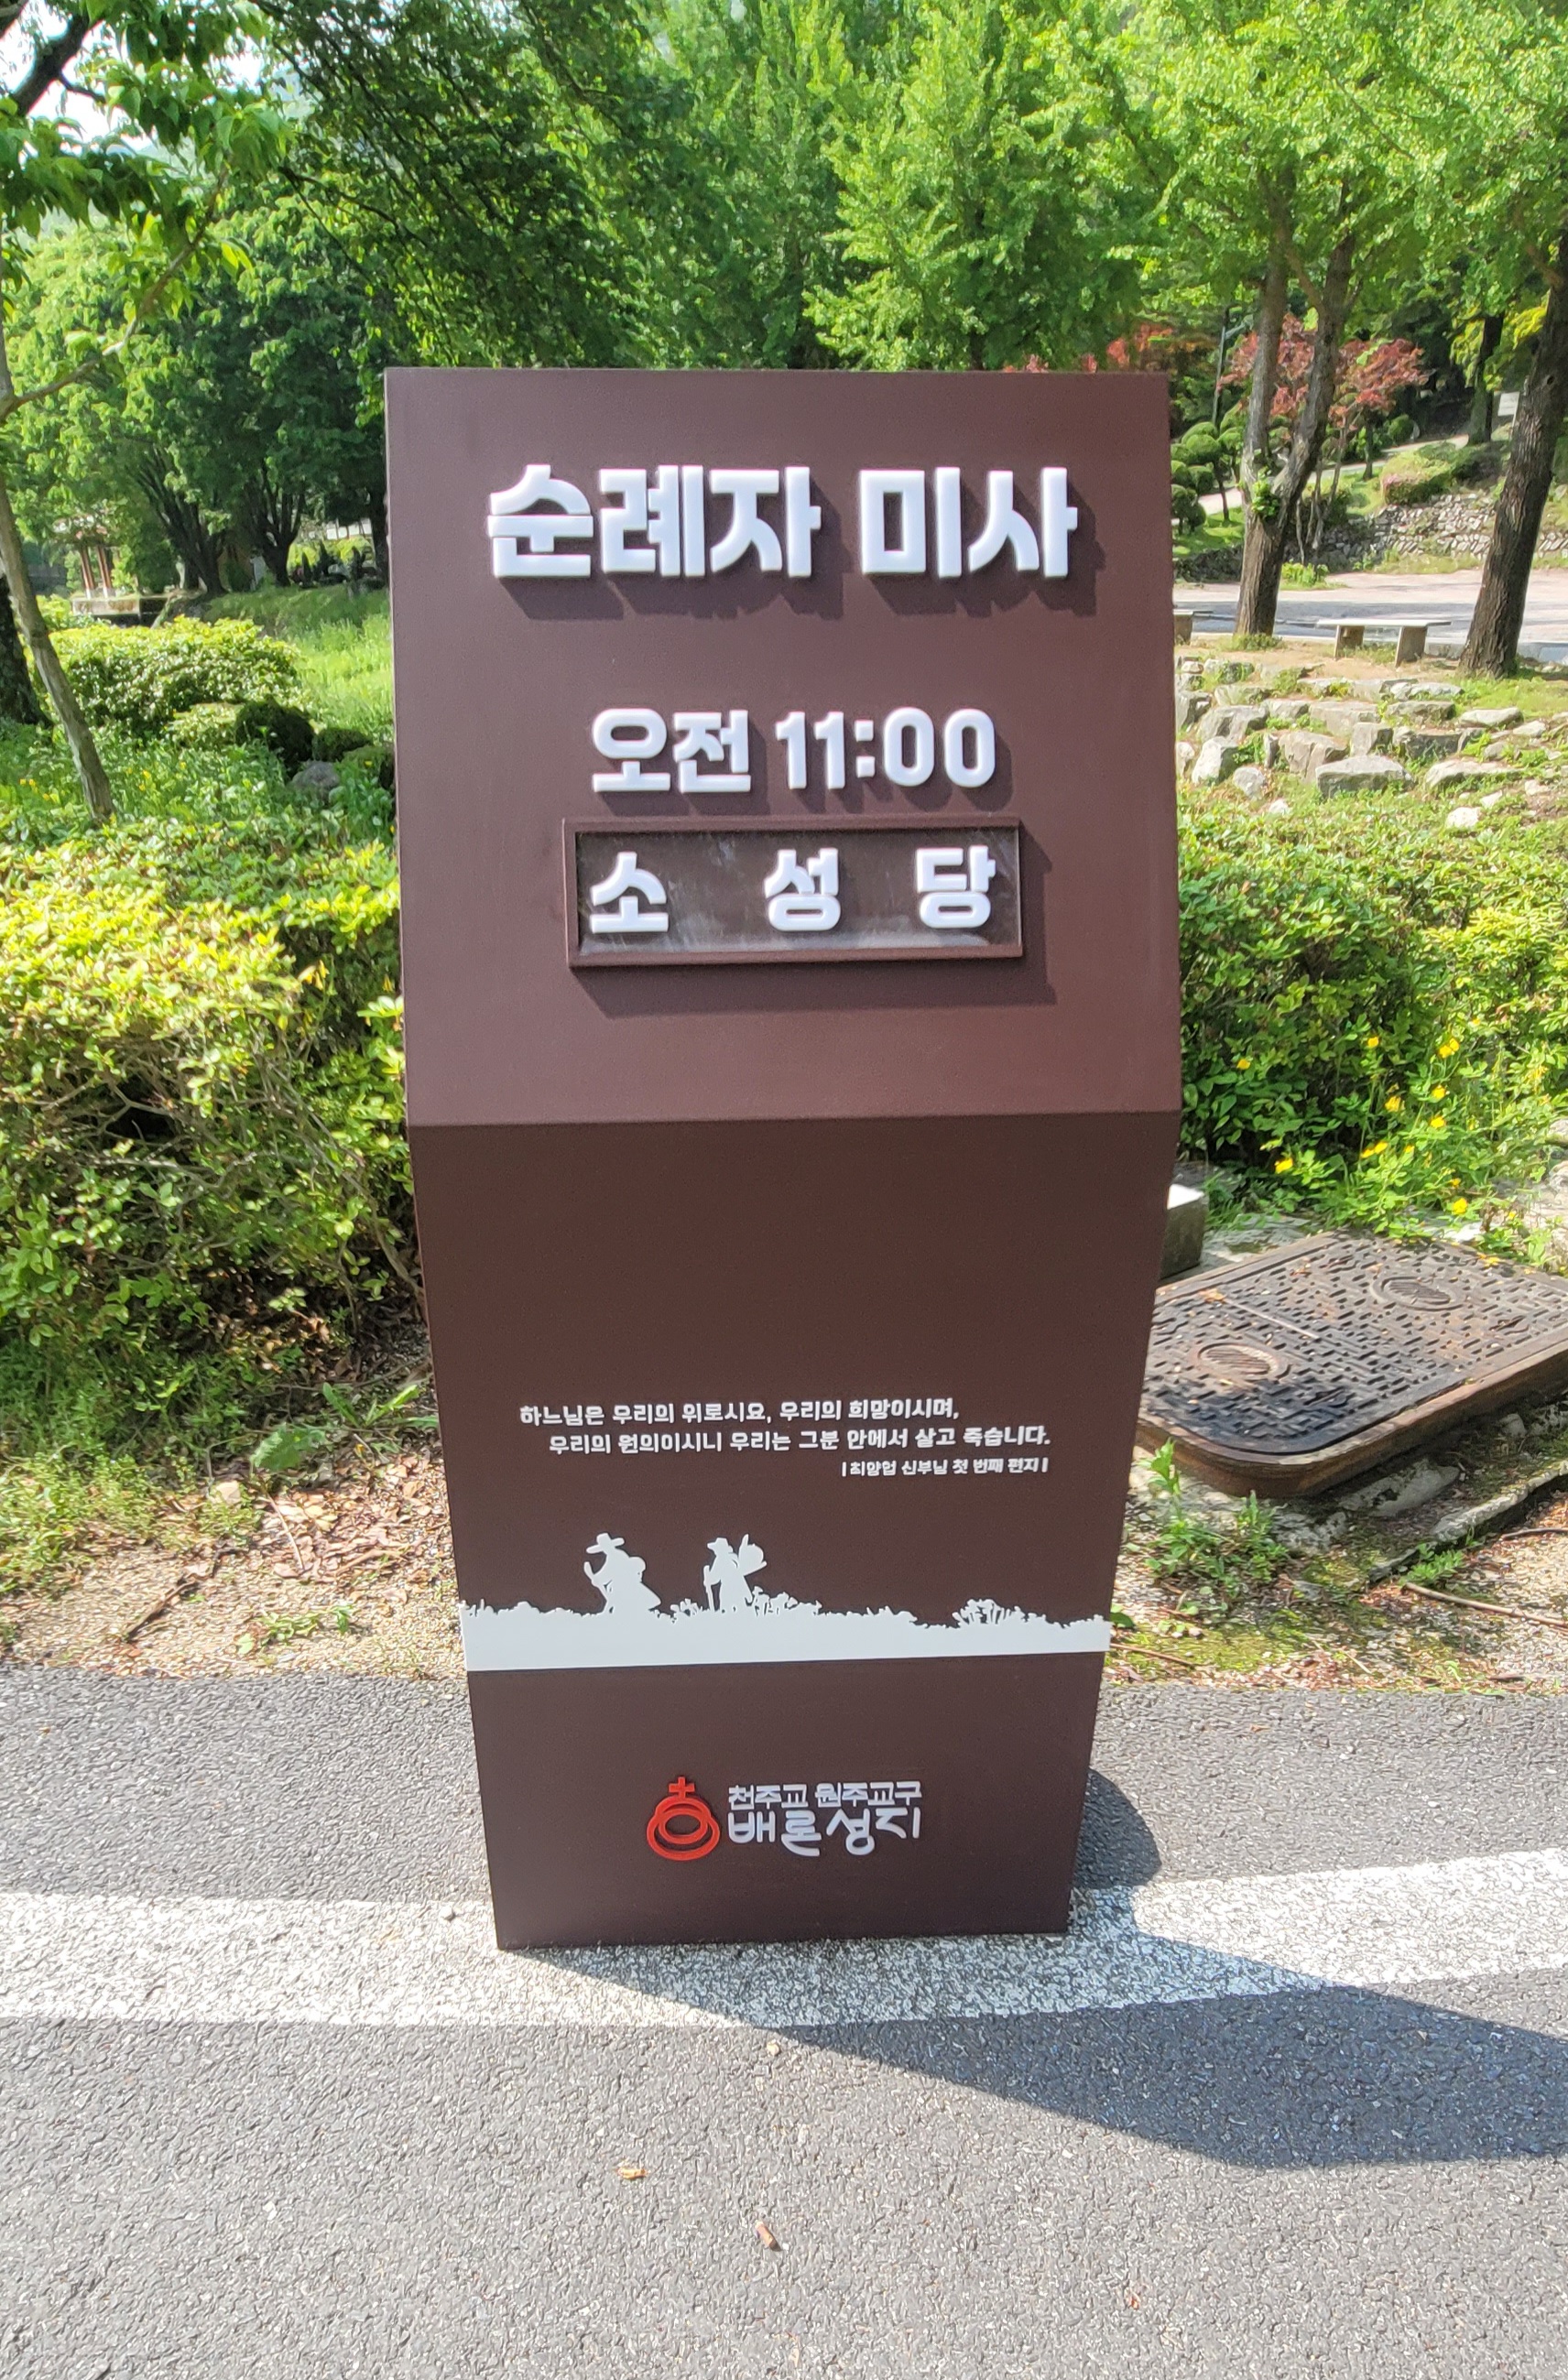 순례자 미사
오전 11:00
소 성 당
하느님은 우리의 위로시요, 우리의 희망이시며,
우리의 원의이시니 우리는 그분 안에서 살고 죽습니다.
| 최양업 신부님 첫 번째 편지 |
천주교 원주교구
배론성지